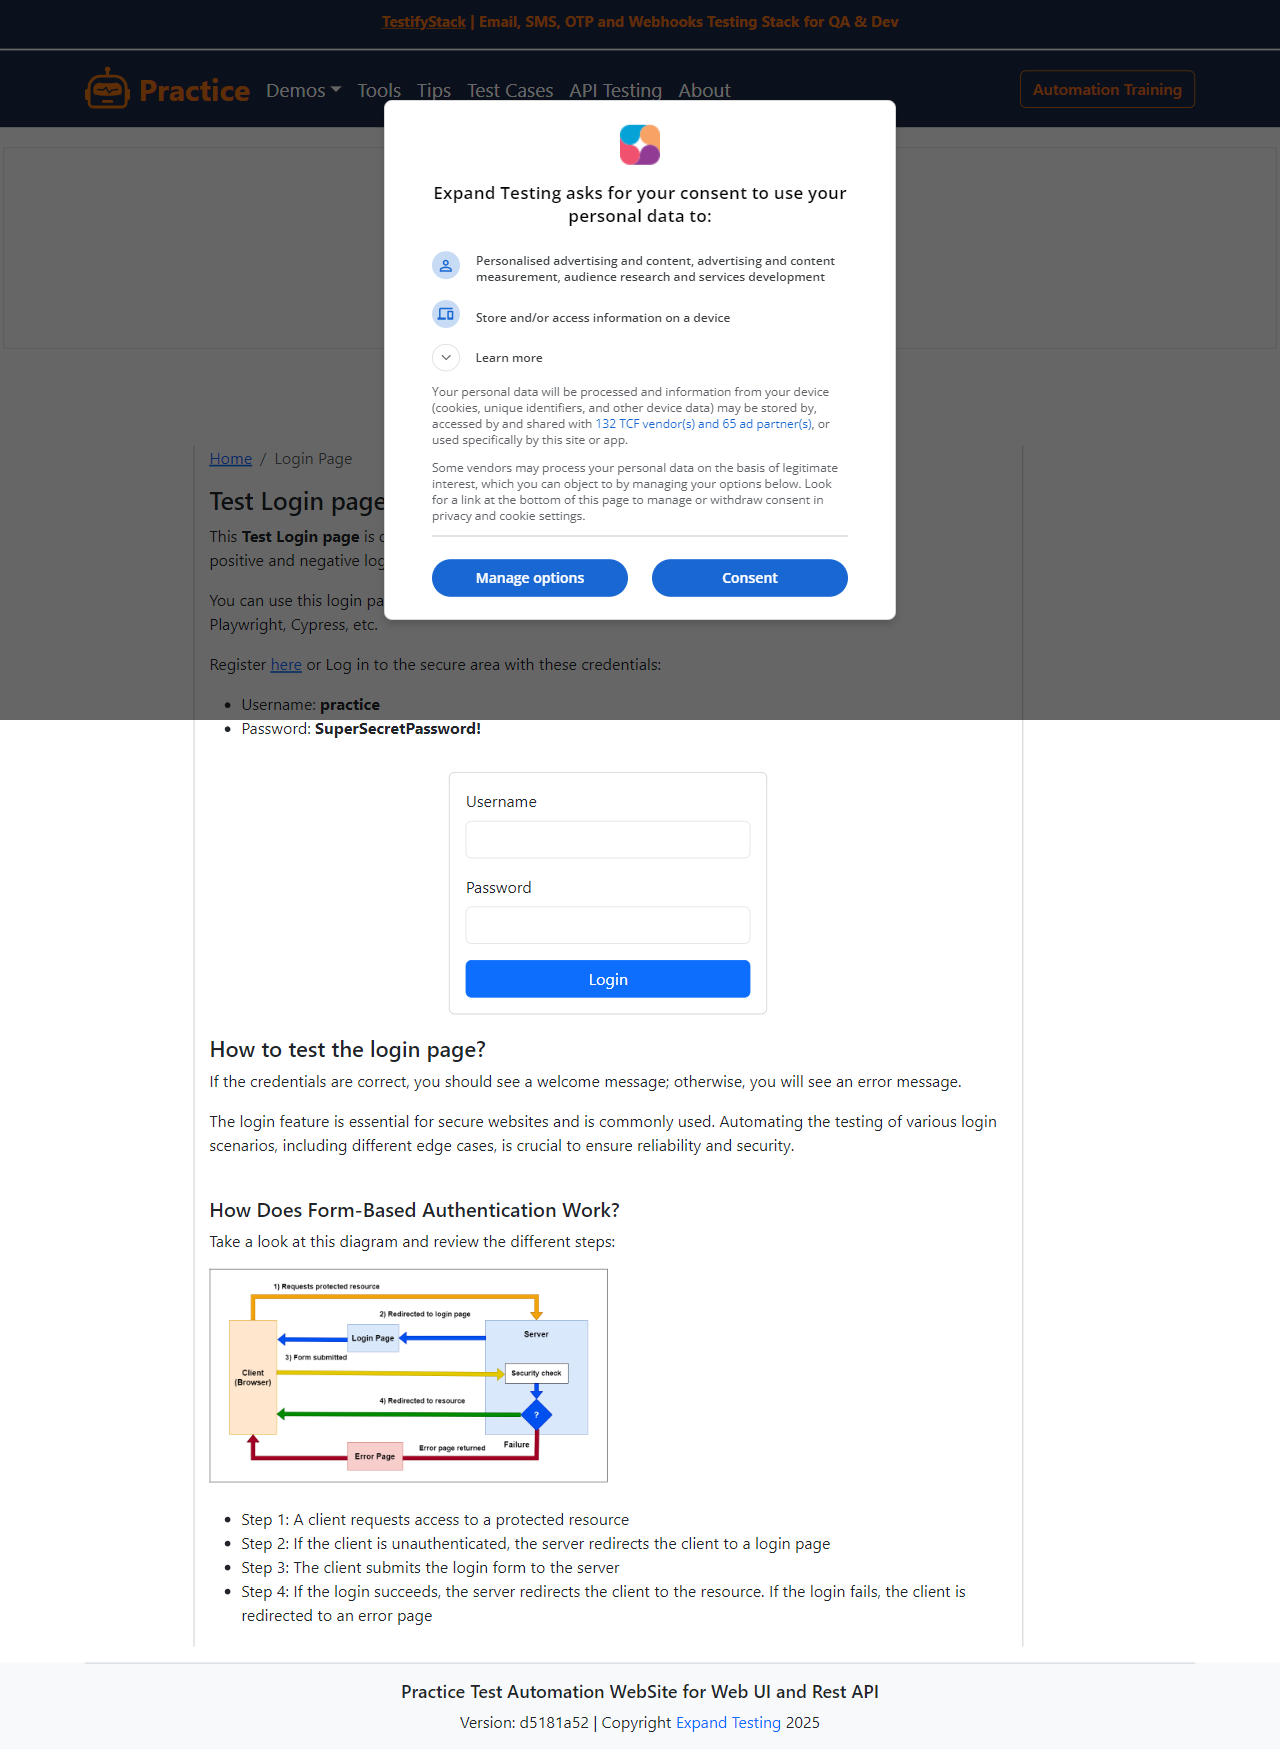 TestifyStack | Email, SMS, OTP and Webhooks Testing Stack for QA & Dev
Practice Demos Tools Tips Test Cases API Testing About Automation Training
Expand Testing asks for your consent to use your
personal data to:
Personalised advertising and content, advertising and content
measurement, audience research and services development
Store and/or access information on a device
Learn more
Your personal data will be processed and information from your device
(cookies, unique identifiers, and other device data) may be stored by,
accessed by and shared with 132 TCF vendor(s) and 65 ad partner(s), or
used specifically by this site or app.
Some vendors may process your personal data on the basis of legitimate
interest, which you can object to by managing your options below. Look
for a link at the bottom of this page to manage or withdraw consent in
privacy and cookie settings.
Manage options Consent
Home / Login Page
Test Login page
This Test Login page is
positive and negative
You can use this login
Playwright, Cypress, etc.
Register here or Log in to the secure area with these credentials:
Username: practice
Password: SuperSecretPassword!
Username
Password
Login
How to test the login page?
If the credentials are correct, you should see a welcome message; otherwise, you will see an error message.
The login feature is essential for secure websites and is commonly used. Automating the testing of various login
scenarios, including different edge cases, is crucial to ensure reliability and security.
How Does Form-Based Authentication Work?
Take a look at this diagram and review the different steps:
1) Requests protected resource
2) Redirected to login page
Server
Login Page
3) Form submitted
Client
(Browser)
Security check
4) Redirected to resource
?
Failure
Error page returned
Error Page
Step 1: A client requests access to a protected resource
Step 2: If the client is unauthenticated, the server redirects the client to a login page
Step 3: The client submits the login form to the server
Step 4: If the login succeeds, the server redirects the client to the resource. If the login fails, the client is
redirected to an error page
Practice Test Automation WebSite for Web UI and Rest API
Version: d5181a52 | Copyright Expand Testing 2025